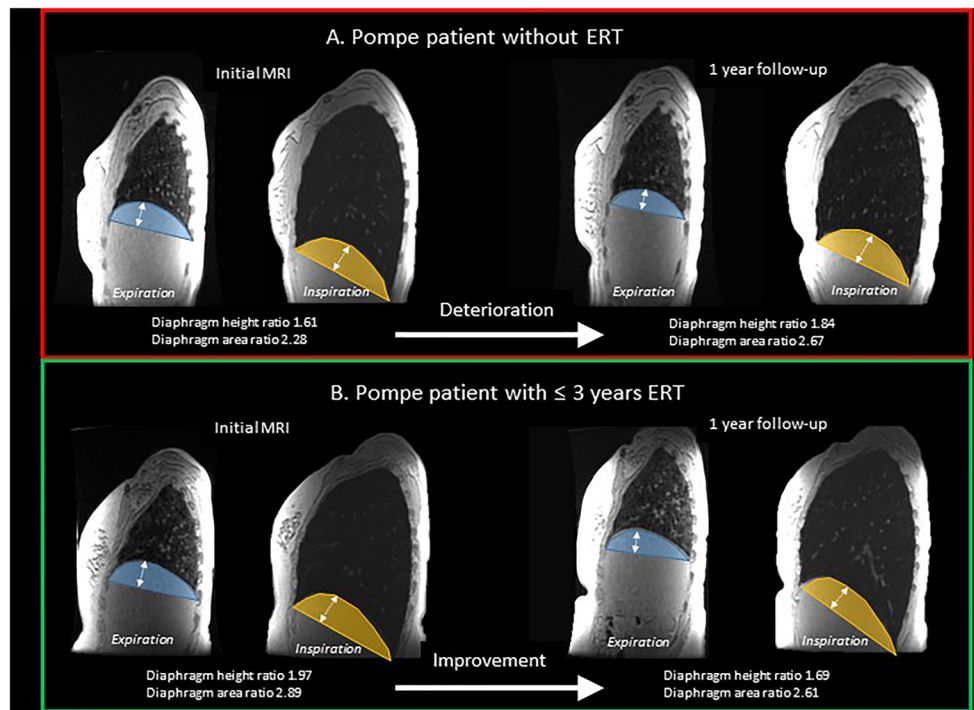 A. Pompe patient without ERT
Initial MRI
1 year follow-up
Expiration
Inspiration
Expiration
Inspiration
Diaphragm height ratio 1.61
Diaphragm area ratio 2.28
Deterioration
Diaphragm height ratio 1.84
Diaphragm area ratio 2.67
B. Pompe patient with ≤ 3 years ERT
Initial MRI
1 year follow-up
Expiration
Inspiration
Expiration
Inspiration
Diaphragm height ratio 1.97
Diaphragm area ratio 2.89
Improvement
Diaphragm height ratio 1.69
Diaphragm area ratio 2.61